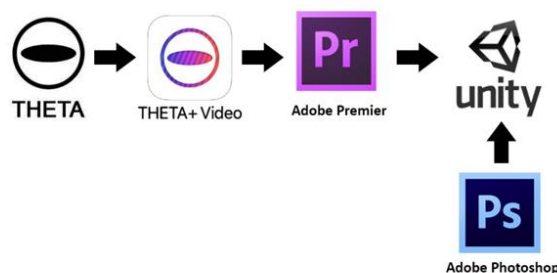 THETA
THETA+ Video
Pr
Adobe Premier
unity
Ps
Adobe Photoshop